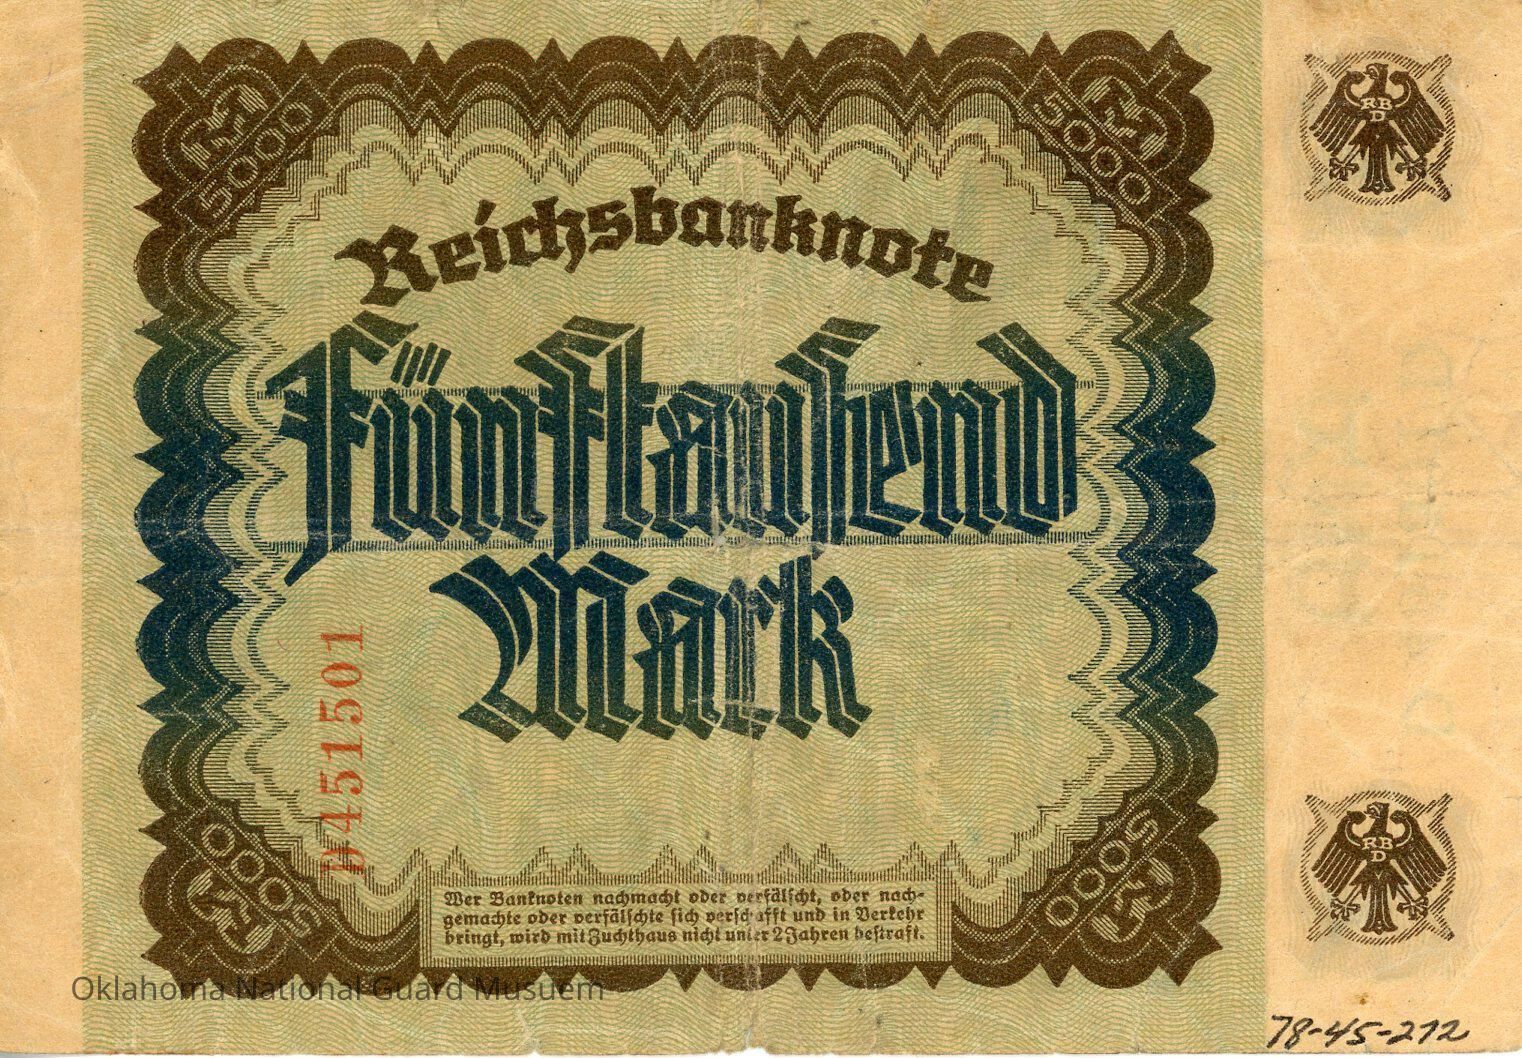 5000
5000
RBD
Reichsbanknote
Fünftausend
Mark
D451501
Wer Banknoten nachmacht oder verfälscht, oder nach-
gemachte oder verfälschte sich verschafft und in Verkehr
bringt, wird mit Zuchthaus nicht unter 2 Jahren bestraft.
5000
5000
RBD
Oklahoma National Guard Musuem
78-45-272